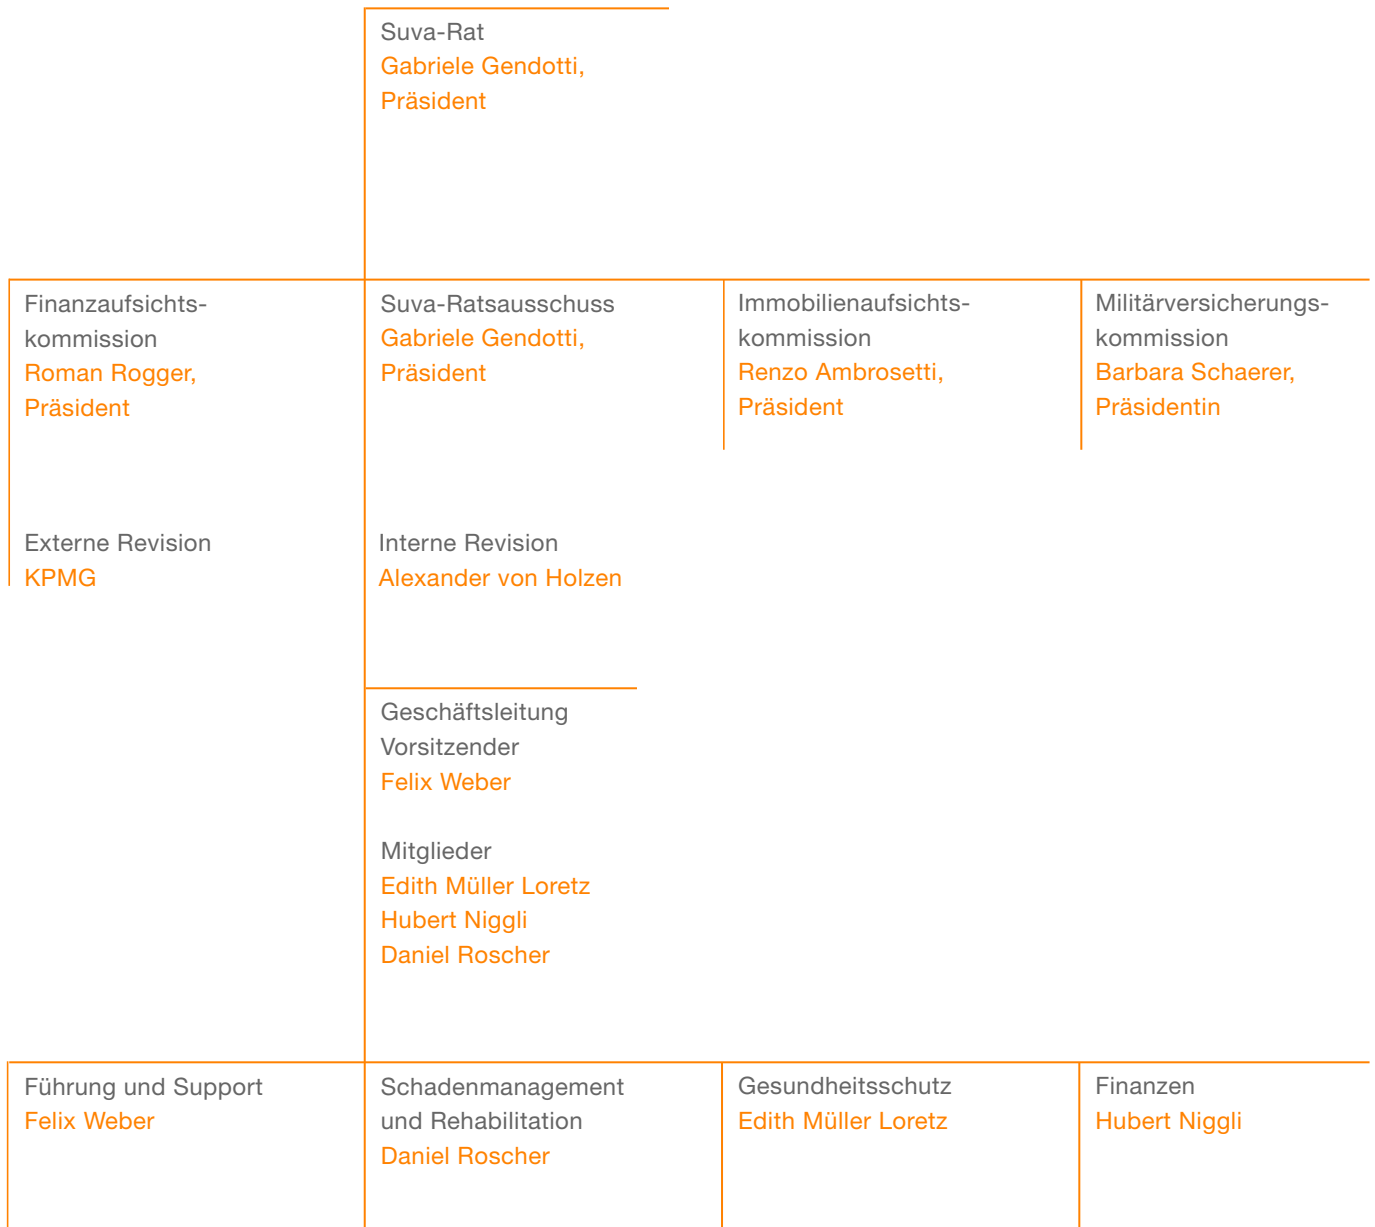 Suva-Rat
Gabriele Gendotti,
Präsident
Finanzaufsichts-
kommission
Roman Rogger,
Präsident
Suva-Ratsausschuss
Gabriele Gendotti,
Präsident
Immobilienaufsichts-
kommission
Renzo Ambrosetti,
Präsident
Militärversicherungs-
kommission
Barbara Schaerer,
Präsidentin
Externe Revision
KPMG
Interne Revision
Alexander von Holzen
Geschäftsleitung
Vorsitzender
Felix Weber
Mitglieder
Edith Müller Loretz
Hubert Niggli
Daniel Roscher
Führung und Support
Felix Weber
Schadenmanagement
und Rehabilitation
Daniel Roscher
Gesundheitsschutz
Edith Müller Loretz
Finanzen
Hubert Niggli